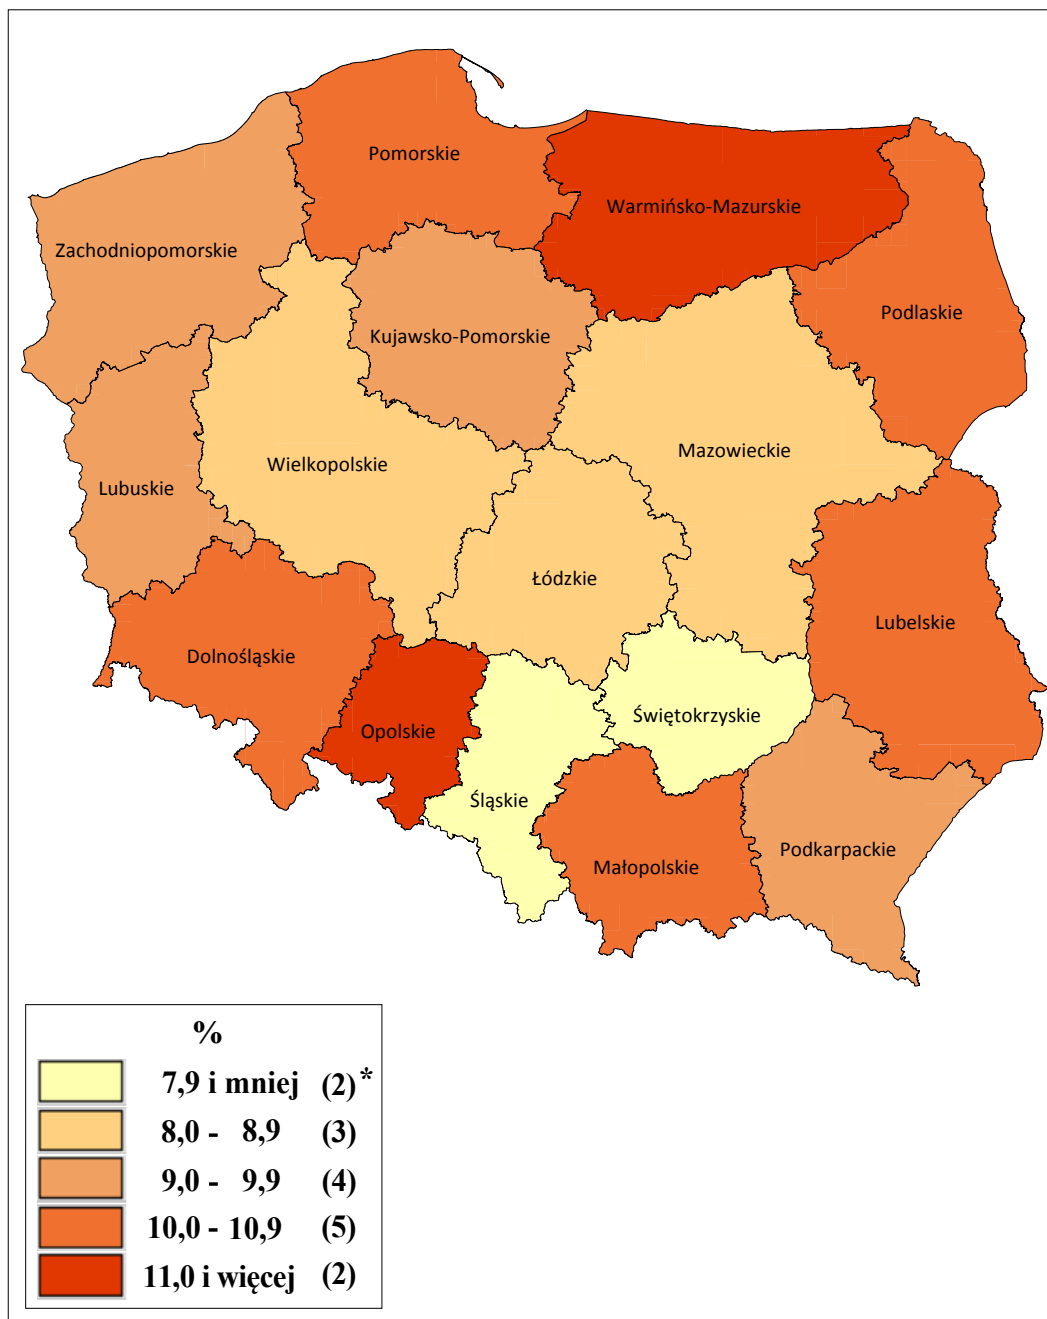 Pomorskie
Warmińsko-Mazurskie
Zachodniopomorskie
Podlaskie
Kujawsko-Pomorskie
Mazowieckie
Wielkopolskie
Lubuskie
Łódzkie
Lubelskie
Dolnośląskie
Świętokrzyskie
Opolskie
Śląskie
Podkarpackie
Małopolskie
%
7,9 i mniej (2)*
8,0 - 8,9 (3)
9,0 - 9,9 (4)
10,0 - 10,9 (5)
11,0 i więcej (2)